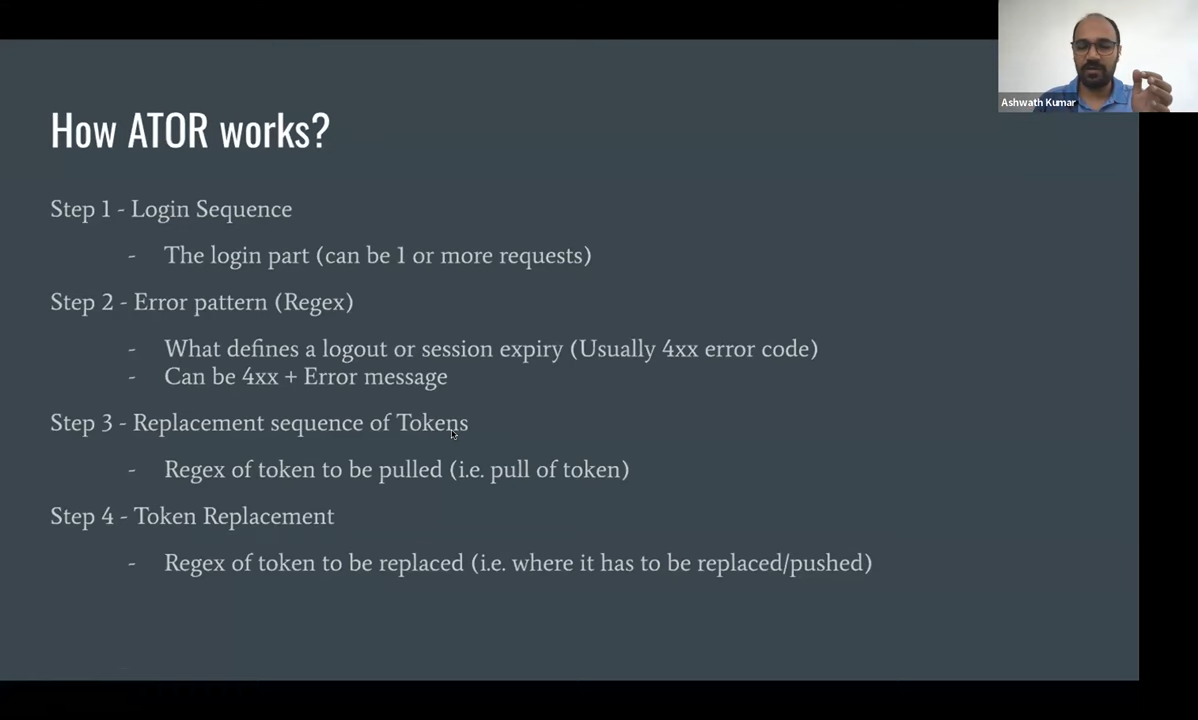 How ATOR works?
Step 1 - Login Sequence
- The login part (can be 1 or more requests)
Step 2 - Error pattern (Regex)
- What defines a logout or session expiry (Usually 4xx error code)
- Can be 4xx + Error message
Step 3 - Replacement sequence of Tokens
- Regex of token to be pulled (i.e. pull of token)
Step 4 - Token Replacement
- Regex of token to be replaced (i.e. where it has to be replaced/pushed)
Ashwath Kumar